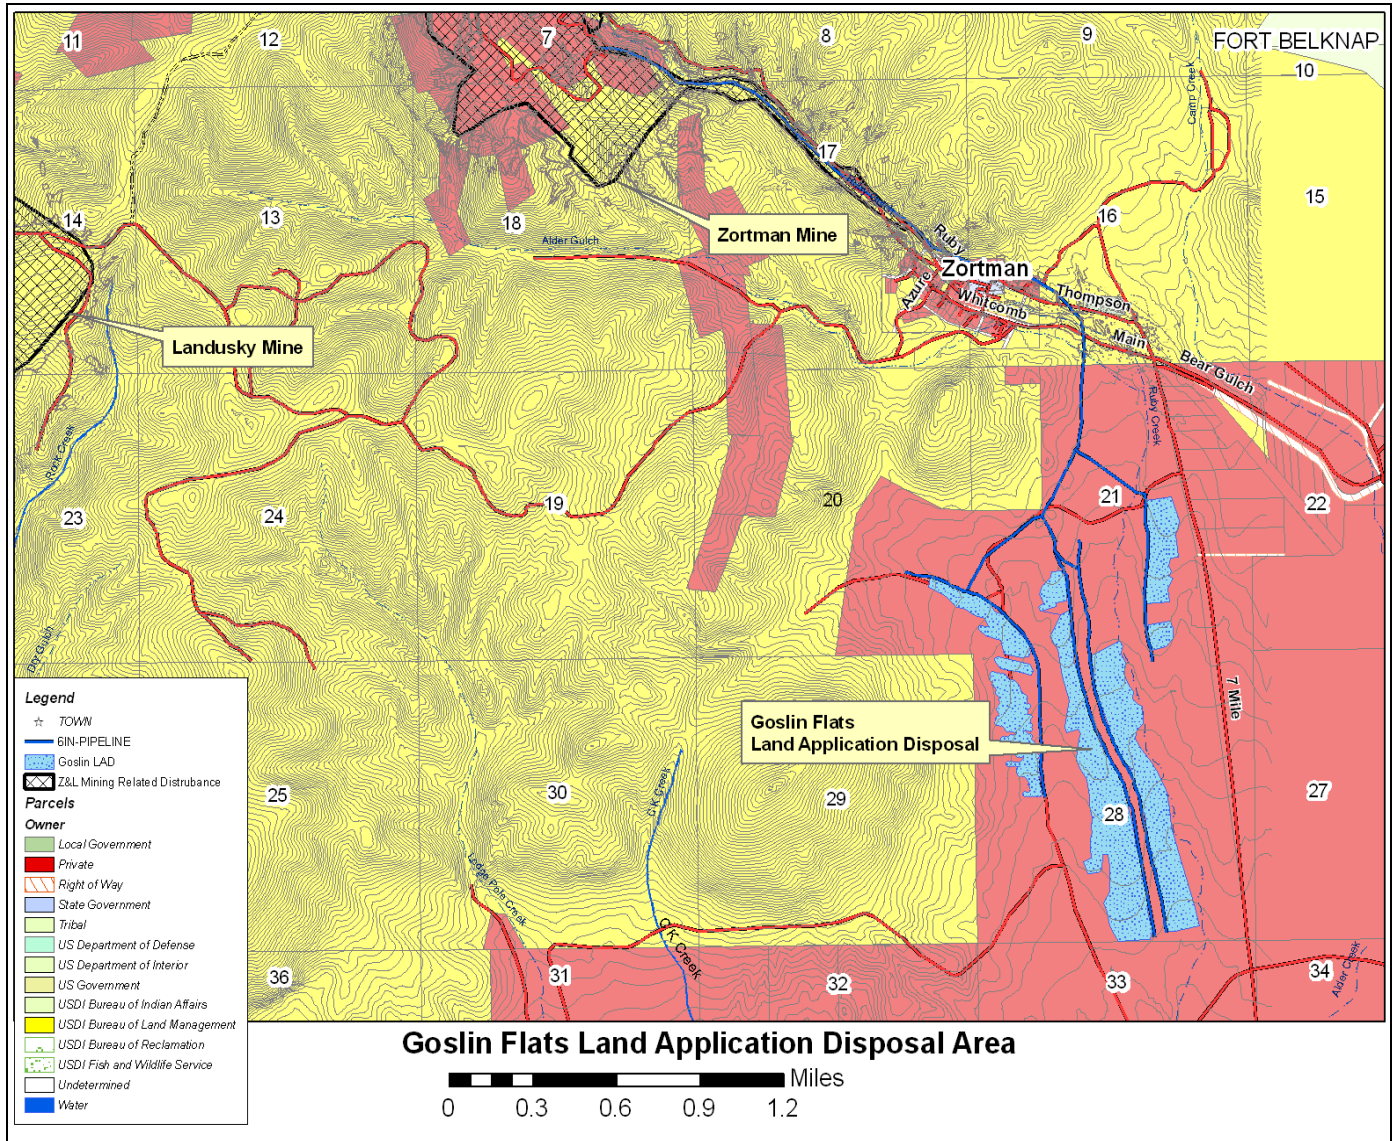 11
12
7
8
9
FORT BELKNAP
10
Camp Creek
17
15
14
13
18
16
Alder Gulch
Zortman Mine
Ruby
Zortman
Azure
Whitcomb
Thompson
Main
Landusky Mine
Bear Gulch
Ruby Creek
Rock Creek
23
24
19
20
21
22
Dry Gulch
7 Mile
Goslin Flats
Land Application Disposal
25
30
C K Creek
29
28
27
Lodge Pole Creek
C K Creek
36
31
32
33
34
Alder Creek
Legend
TOWN
6IN-PIPELINE
Goslin LAD
Z&L Mining Related Distrubance
Parcels
Owner
Local Government
Private
Right of Way
State Government
Tribal
US Department of Defense
US Department of Interior
US Government
USDI Bureau of Indian Affairs
USDI Bureau of Land Management
USDI Bureau of Reclamation
USDI Fish and Wildlife Service
Undetermined
Water
Goslin Flats Land Application Disposal Area
Miles
0 0.3 0.6 0.9 1.2